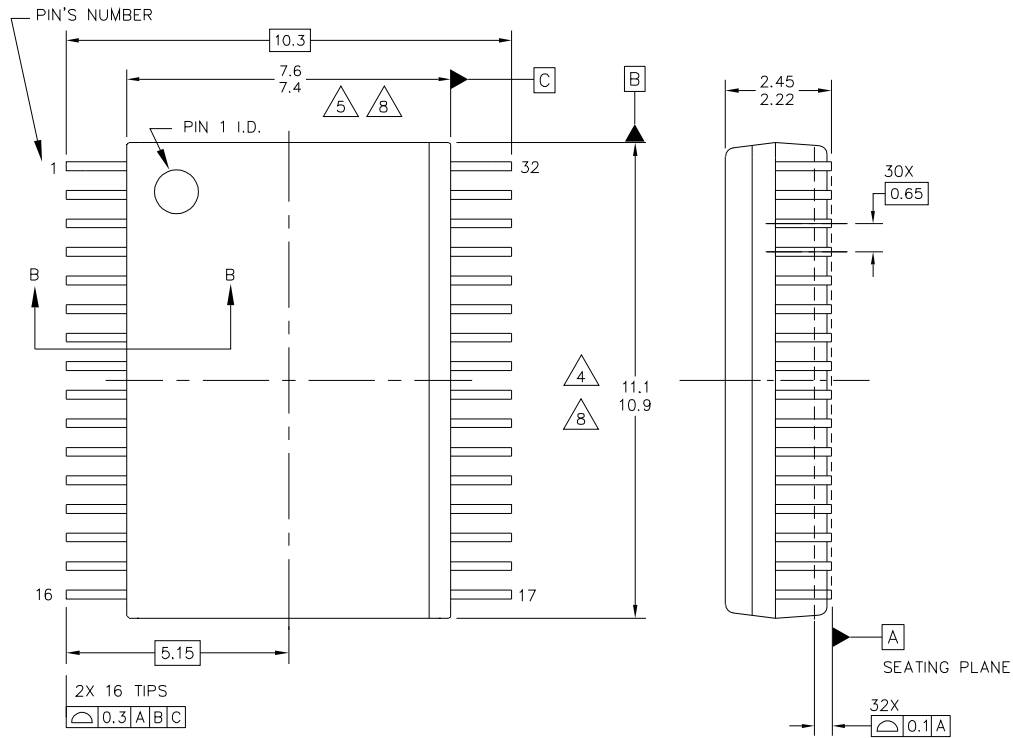 PIN'S NUMBER
10.3
7.6
7.4
5
8
C
B
2.45
2.22
PIN 1 I.D.
1
32
30X
0.65
B
B
4
8
11.1
10.9
16
17
5.15
A
SEATING PLANE
2X 16 TIPS
⌓ 0.3 A B C
32X
⌓ 0.1 A